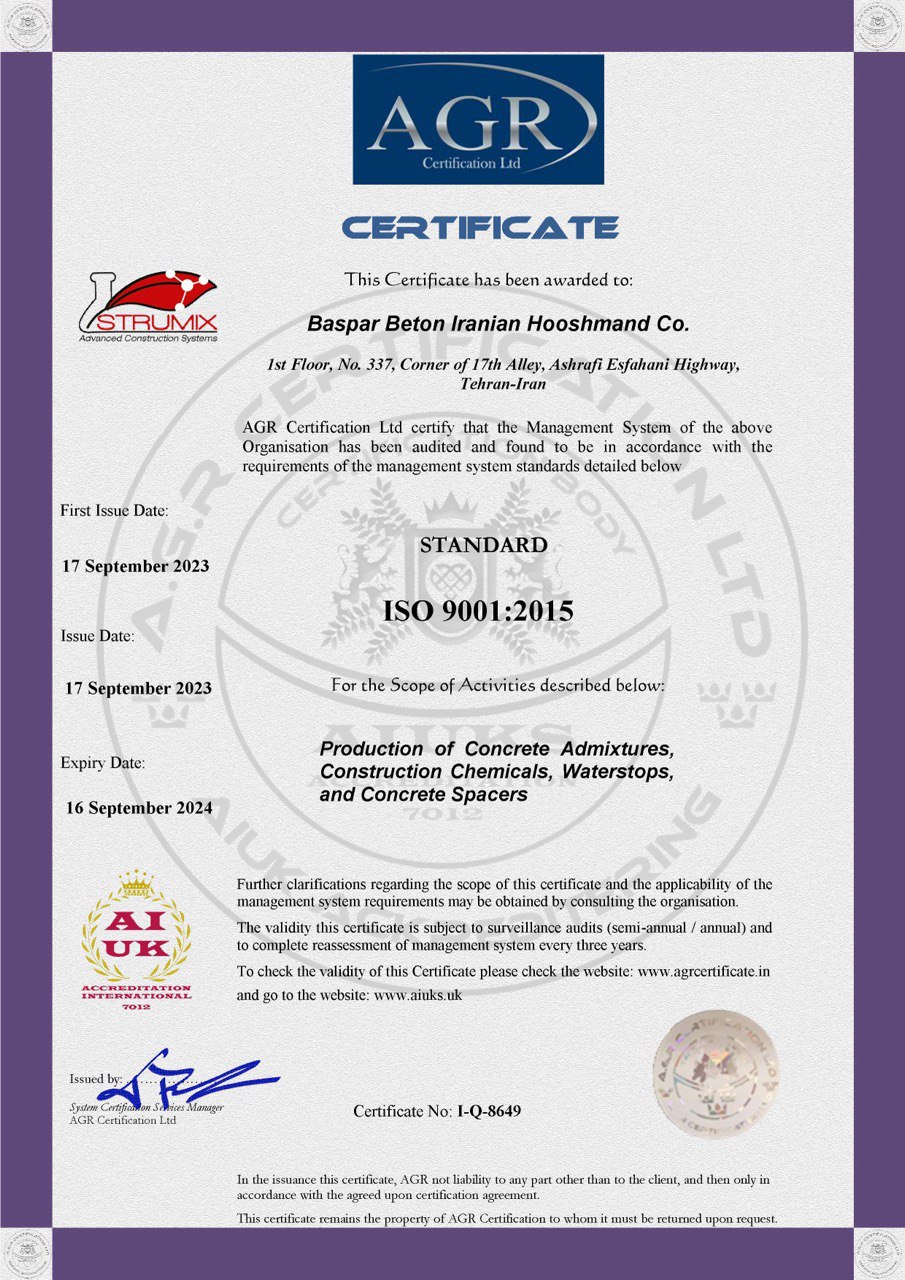 AGR
Certification Ltd
CERTIFICATE
This Certificate has been awarded to:
STRUMIX
Advanced Construction Systems
Baspar Beton Iranian Hooshmand Co.
1st Floor, No. 337, Corner of 17th Alley, Ashrafi Esfahani Highway,
Tehran-Iran
AGR Certification Ltd certify that the Management System of the above
Organisation has been audited and found to be in accordance with the
requirements of the management system standards detailed below
First Issue Date:
17 September 2023
STANDARD
ISO 9001:2015
Issue Date:
17 September 2023
For the Scope of Activities described below:
Expiry Date:
16 September 2024
Production of Concrete Admixtures,
Construction Chemicals, Waterstops,
and Concrete Spacers
A.G.R CERTIFICATION LTD
CERTIFICATION BODY
AIUKS
ACCREDITATION
7012
AIUKS ACCREDITERING
Further clarifications regarding the scope of this certificate and the applicability of the
management system requirements may be obtained by consulting the organisation.
The validity this certificate is subject to surveillance audits (semi-annual / annual) and
to complete reassessment of management system every three years.
To check the validity of this Certificate please check the website: www.agrcertificate.in
and go to the website: www.aiuks.uk
AI
UK
ACCREDITATION
INTERNATIONAL
7012
Issued by:
System Certification Services Manager
AGR Certification Ltd
Certificate No: I-Q-8649
In the issuance this certificate, AGR not liability to any part other than to the client, and then only in
accordance with the agreed upon certification agreement.
This certificate remains the property of AGR Certification to whom it must be returned upon request.